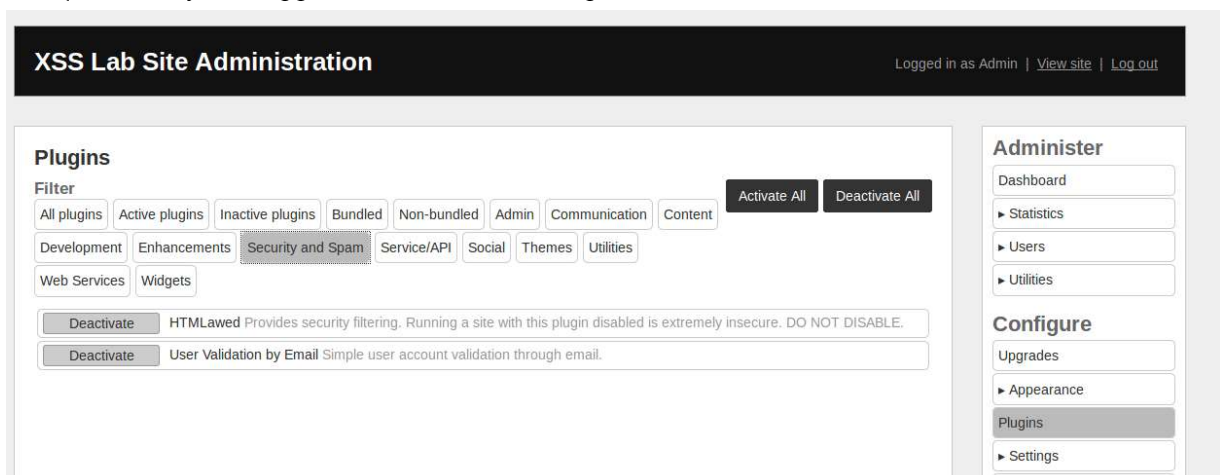 XSS Lab Site Administration
Logged in as Admin | View site | Log out
Plugins
Filter
Activate All Deactivate All
All plugins Active plugins Inactive plugins Bundled Non-bundled Admin Communication Content
Development Enhancements Security and Spam Service/API Social Themes Utilities
Web Services Widgets
Deactivate HTMLawed Provides security filtering. Running a site with this plugin disabled is extremely insecure. DO NOT DISABLE.
Deactivate User Validation by Email Simple user account validation through email.
Administer
Dashboard
▸ Statistics
▸ Users
▸ Utilities
Configure
Upgrades
▸ Appearance
Plugins
▸ Settings